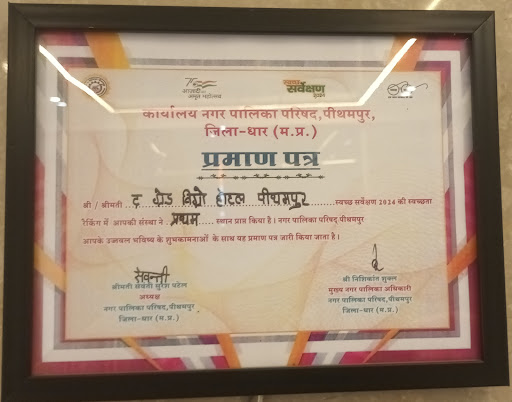 आज़ादी का
अमृत महोत्सव
स्वच्छ
सर्वेक्षण
कार्यालय नगर पालिका परिषद,पीथमपुर,
जिला-धार (म.प्र.)
प्रमाण पत्र
श्री / श्रीमती द ग्रेंड विट्टो होटल पीथमपुर स्वच्छ सर्वेक्षण 2024 की स्वच्छता
रैंकिंग में आपकी संस्था ने प्रथम स्थान प्राप्त किया है। नगर पालिका परिषद पीथमपुर
आपके उज्जवल भविष्य के शुभकामनाओं के साथ यह प्रमाण पत्र जारी किया जाता है।
सेवन्ती
श्रीमती सेवंती सुरेश पटेल
अध्यक्ष
नगर पालिका परिषद,पीथमपुर
जिला-धार (म.प्र.)
श्री निशिकांत शुक्ल
मुख्य नगर पालिका अधिकारी
नगर पालिका परिषद,पीथमपुर
जिला-धार (म.प्र.)